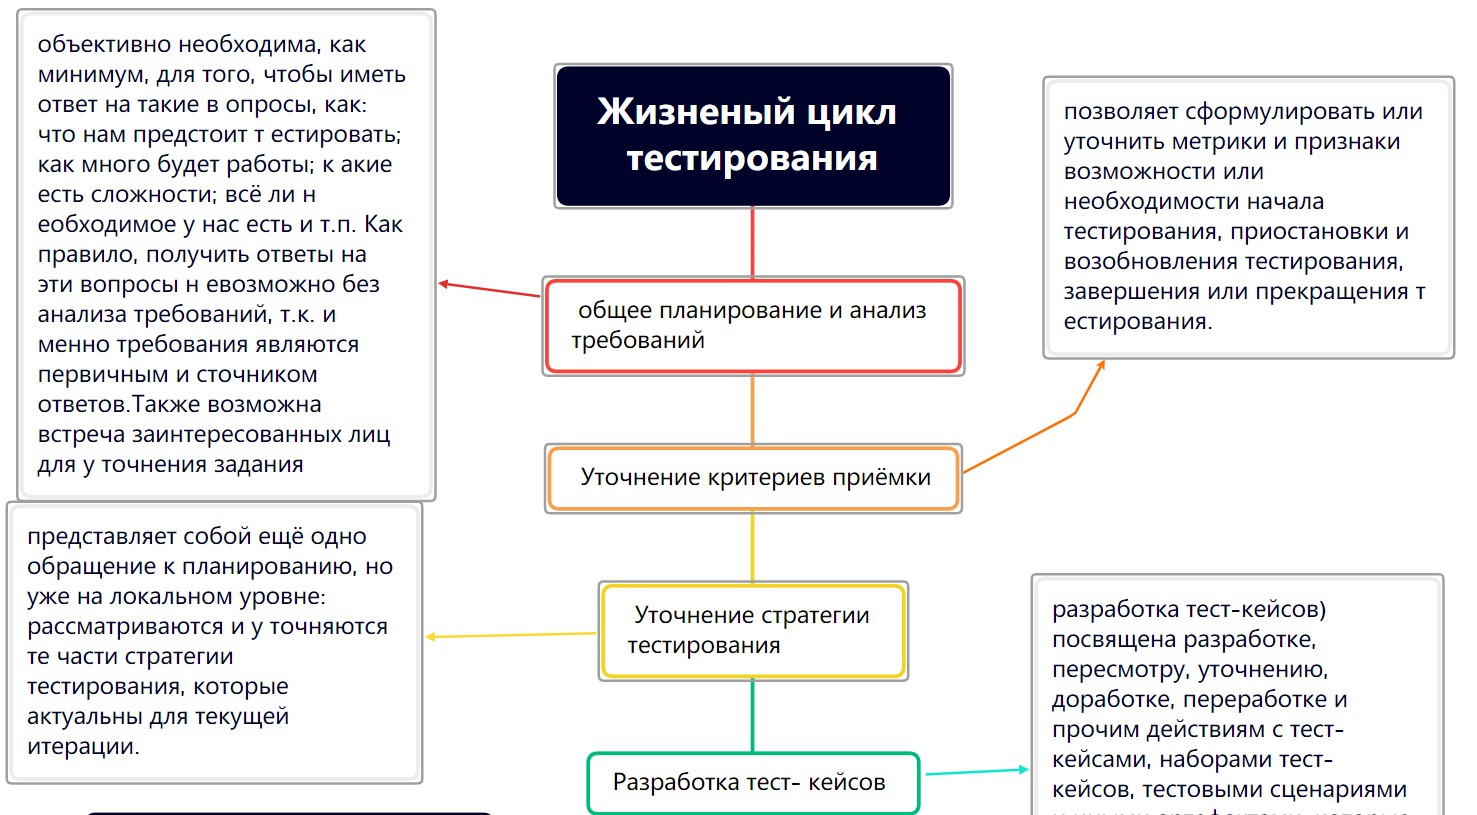 объективно необходима, как
минимум, для того, чтобы иметь
ответ на такие в опросы, как:
что нам предстоит т естировать;
как много будет работы; к акие
есть сложности; всё ли н
еобходимое у нас есть и т.п. Как
правило, получить ответы на
эти вопросы н евозможно без
анализа требований, т.к. и
менно требования являются
первичным и сточником
ответов.Также возможна
встреча заинтересованных лиц
для у точнения задания
Жизненый цикл
тестирования
позволяет сформулировать или
уточнить метрики и признаки
возможности или
необходимости начала
тестирования, приостановки и
возобновления тестирования,
завершения или прекращения т
естирования.
общее планирование и анализ
требований
Уточнение критериев приёмки
представляет собой ещё одно
обращение к планированию, но
уже на локальном уровне:
рассматриваются и у точняются
те части стратегии
тестирования, которые
актуальны для текущей
итерации.
Уточнение стратегии
тестирования
разработка тест-кейсов)
посвящена разработке,
пересмотру, уточнению,
доработке, переработке и
прочим действиям с тест-
кейсами, наборами тест-
кейсов, тестовыми сценариями
Разработка тест- кейсов